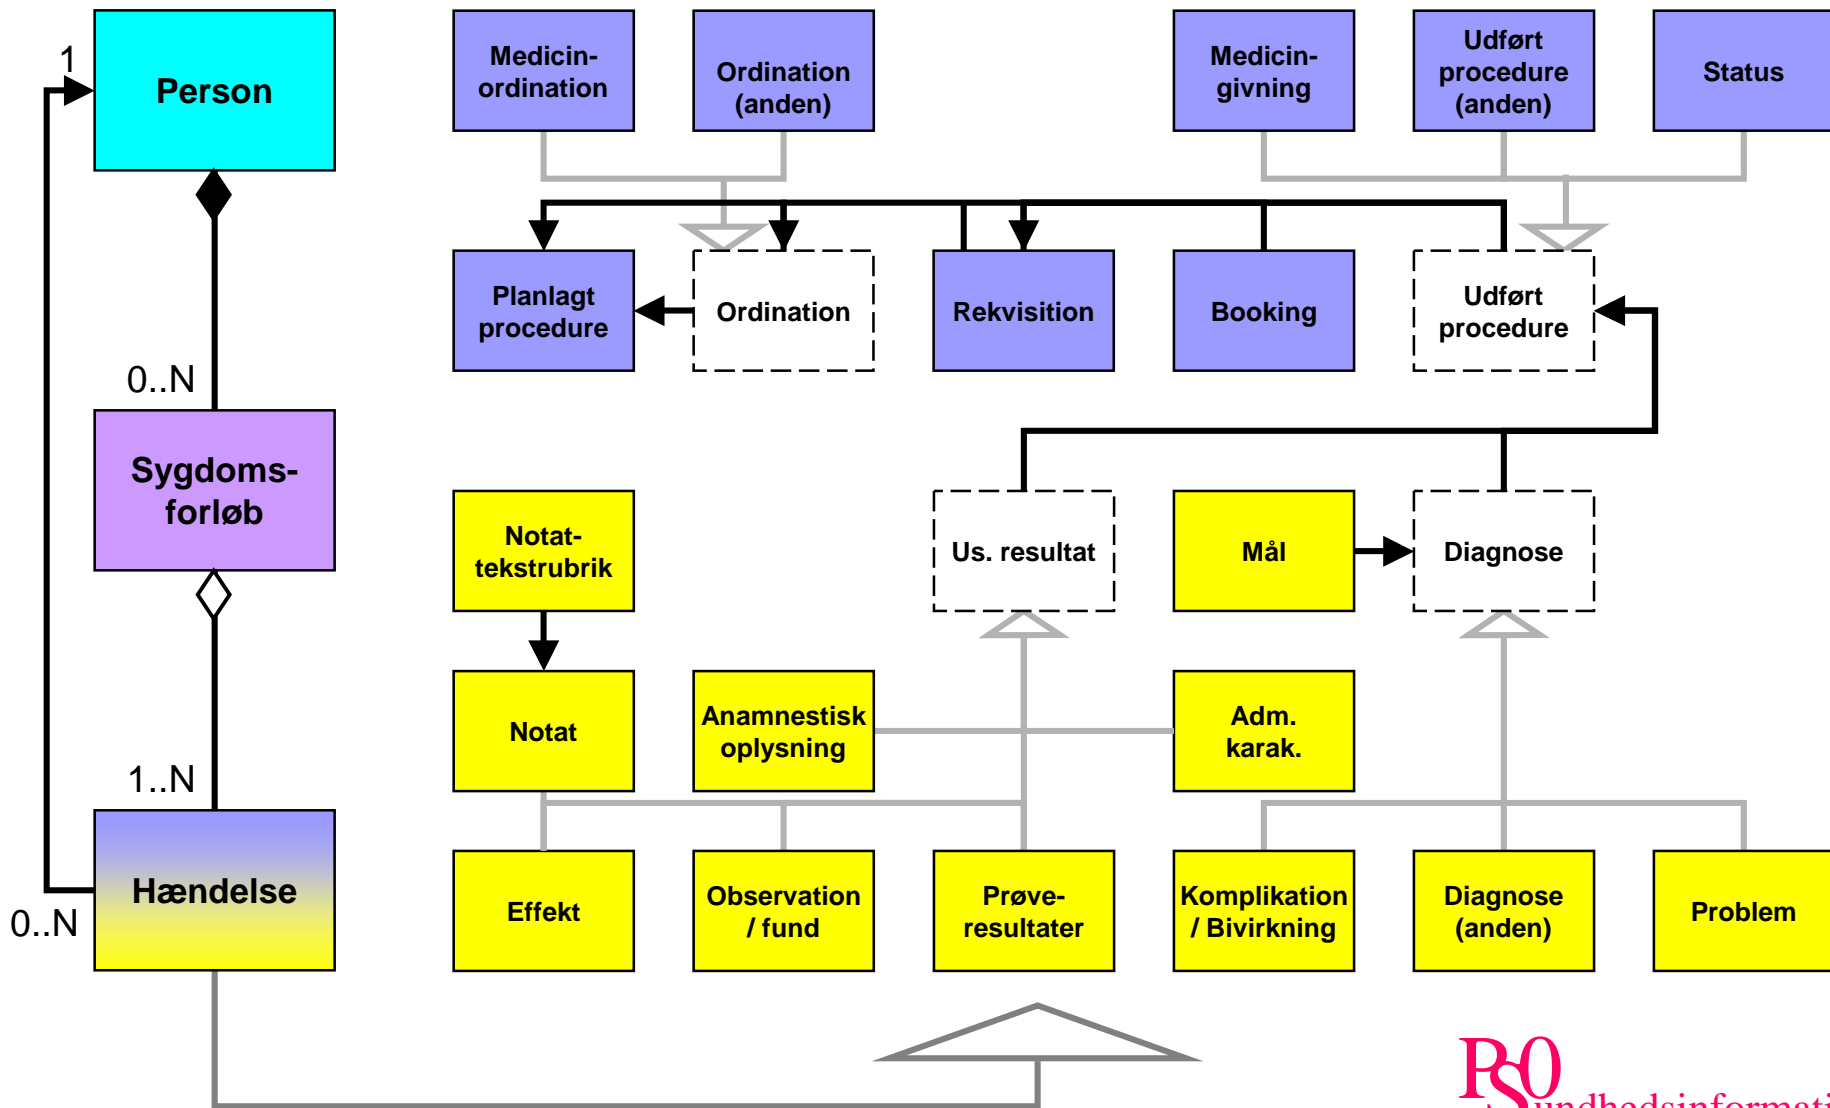 1
Person
Medicin-
ordination
Ordination
(anden)
Medicin-
givning
Udført
procedure
(anden)
Status
Planlagt
procedure
Ordination
Rekvisition
Booking
Udført
procedure
0..N
Sygdoms-
forløb
Notat-
tekstrubrik
Us. resultat
Mål
Diagnose
Notat
Anamnestisk
oplysning
Adm.
karak.
1..N
Hændelse
0..N
Effekt
Observation
/ fund
Prøve-
resultater
Komplikation
/ Bivirkning
Diagnose
(anden)
Problem